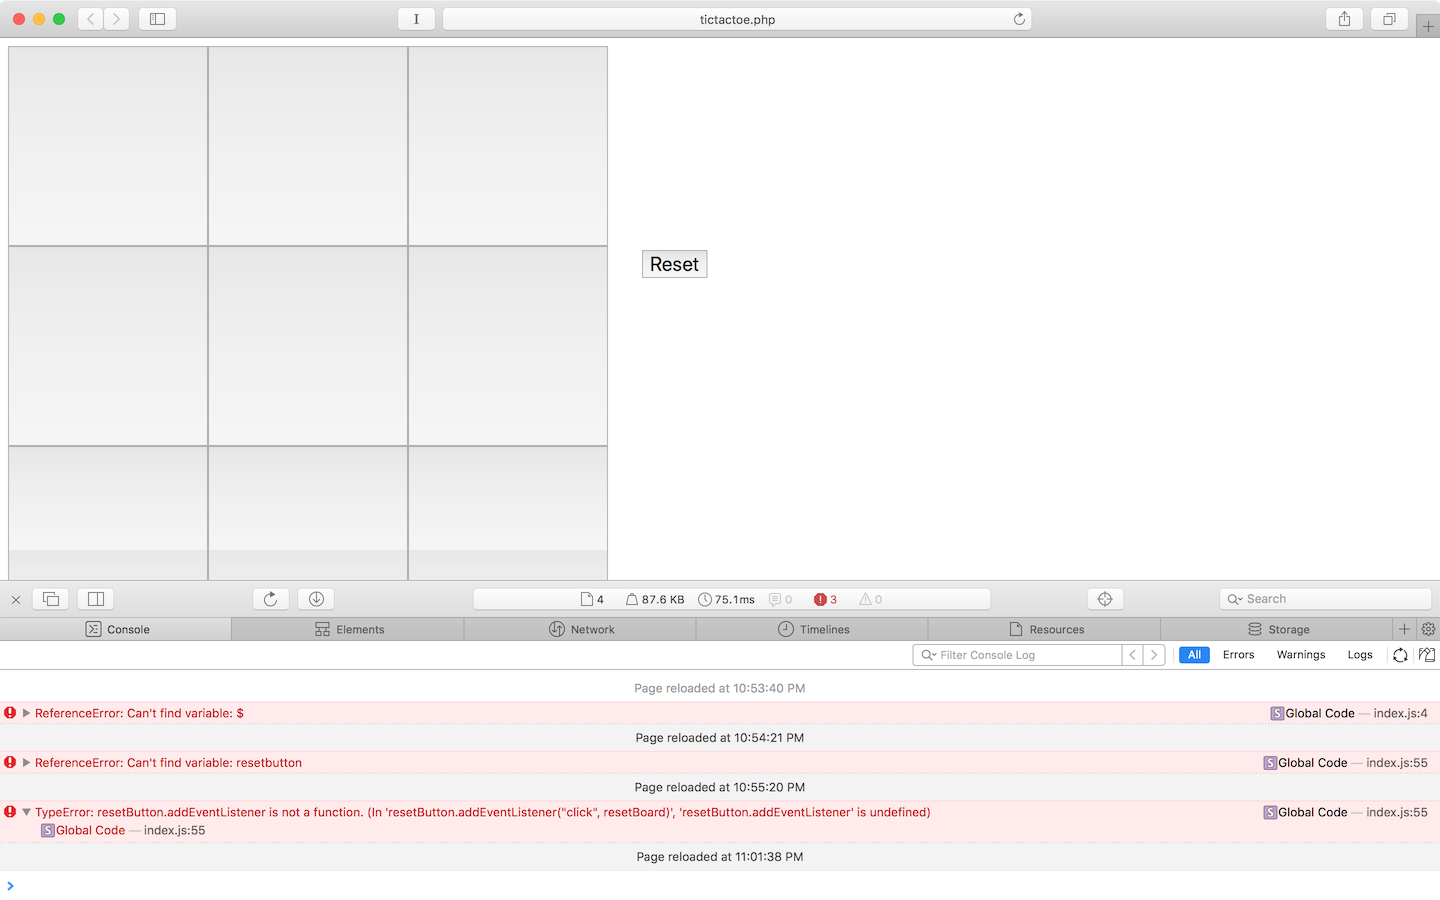 tictactoe.php
Reset
4 87.6 KB 75.1ms 0 3 0 Search
Console Elements Network Timelines Resources Storage
Filter Console Log All Errors Warnings Logs
Page reloaded at 10:53:40 PM
ReferenceError: Can't find variable: $ S Global Code — index.js:4
Page reloaded at 10:54:21 PM
ReferenceError: Can't find variable: resetbutton S Global Code — index.js:55
Page reloaded at 10:55:20 PM
TypeError: resetButton.addEventListener is not a function. (In 'resetButton.addEventListener("click", resetBoard)', 'resetButton.addEventListener' is undefined) S Global Code — index.js:55
S Global Code — index.js:55
Page reloaded at 11:01:38 PM